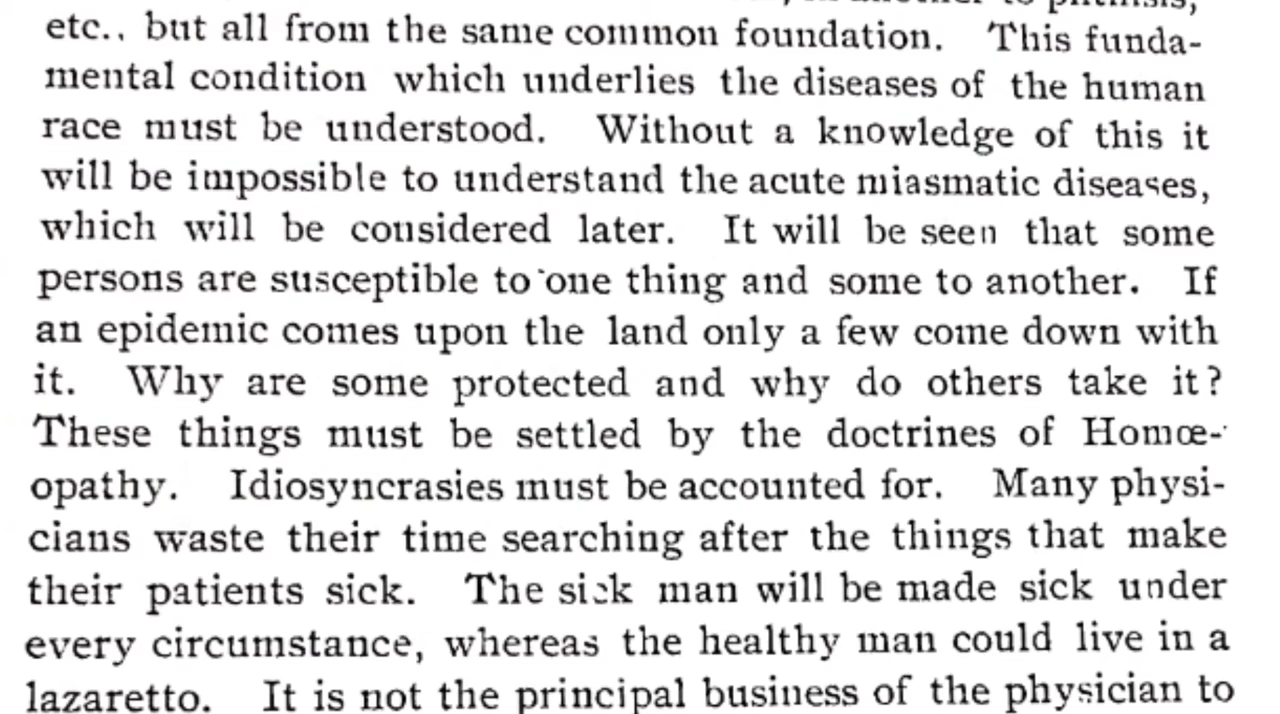 etc., but all from the same common foundation. This funda-
mental condition which underlies the diseases of the human
race must be understood. Without a knowledge of this it
will be impossible to understand the acute miasmatic diseases,
which will be considered later. It will be seen that some
persons are susceptible to one thing and some to another. If
an epidemic comes upon the land only a few come down with
it. Why are some protected and why do others take it?
These things must be settled by the doctrines of Homœ-
opathy. Idiosyncrasies must be accounted for. Many physi-
cians waste their time searching after the things that make
their patients sick. The sick man will be made sick under
every circumstance, whereas the healthy man could live in a
lazaretto. It is not the principal business of the physician to